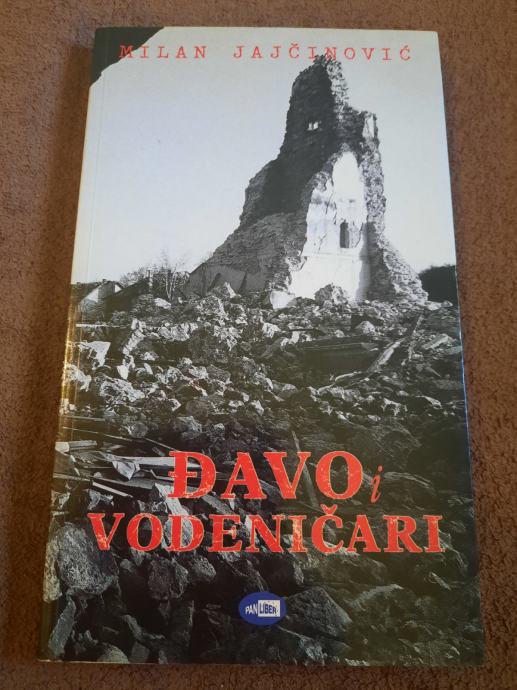 MILAN JAJČINOVIĆ
ĐAVO i
VODENIČARI
PAN LIBER